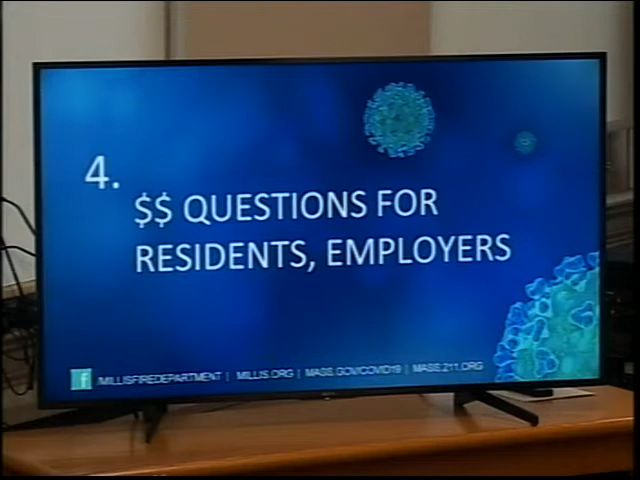 4.
$$ QUESTIONS FOR
RESIDENTS, EMPLOYERS
f /MILLISFIREDEPARTMENT | MILLIS.ORG | MASS.GOV/COVID19 | MASS.211.ORG